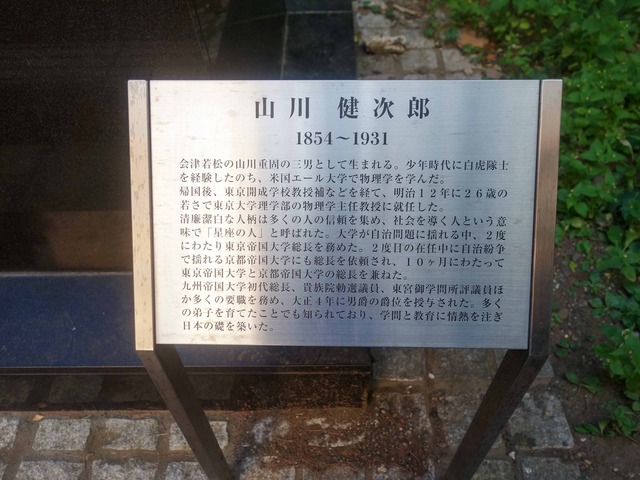 山川 健次郎
1854～1931
会津若松の山川重固の三男として生まれる。少年時代に白虎隊士
を経験したのち、米国エール大学で物理学を学んだ。
帰国後、東京開成学校教授補などを経て、明治12年に26歳の
若さで東京大学理学部の物理学主任教授に就任した。
清廉潔白な人柄は多くの人の信頼を集め、社会を導く人という意
味で「星座の人」と呼ばれた。大学が自治問題に揺れる中、2度
にわたり東京帝国大学総長を務めた。2度目の在任中に自治紛争
で揺れる京都帝国大学にも総長を依頼され、10ヶ月にわたって
東京帝国大学と京都帝国大学の総長を兼ねた。
九州帝国大学初代総長、貴族院勅選議員、東宮御学問所評議員ほ
か多くの要職を務め、大正4年に男爵の爵位を授与された。多く
の弟子を育てたことでも知られており、学問と教育に情熱を注ぎ
日本の礎を築いた。